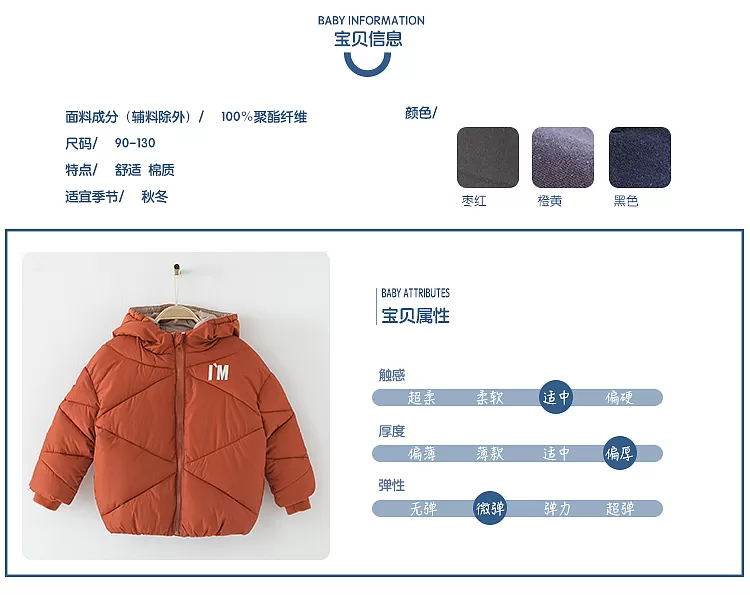 BABY INFORMATION
宝贝信息
面料成分（辅料除外）/ 100%聚酯纤维
尺码/ 90-130
特点/ 舒适 棉质
适宜季节/ 秋冬
颜色/
枣红 橙黄 黑色
I'M
BABY ATTRIBUTES
宝贝属性
触感
超柔 柔软 适中 偏硬
厚度
偏薄 薄款 适中 偏厚
弹性
无弹 微弹 弹力 超弹